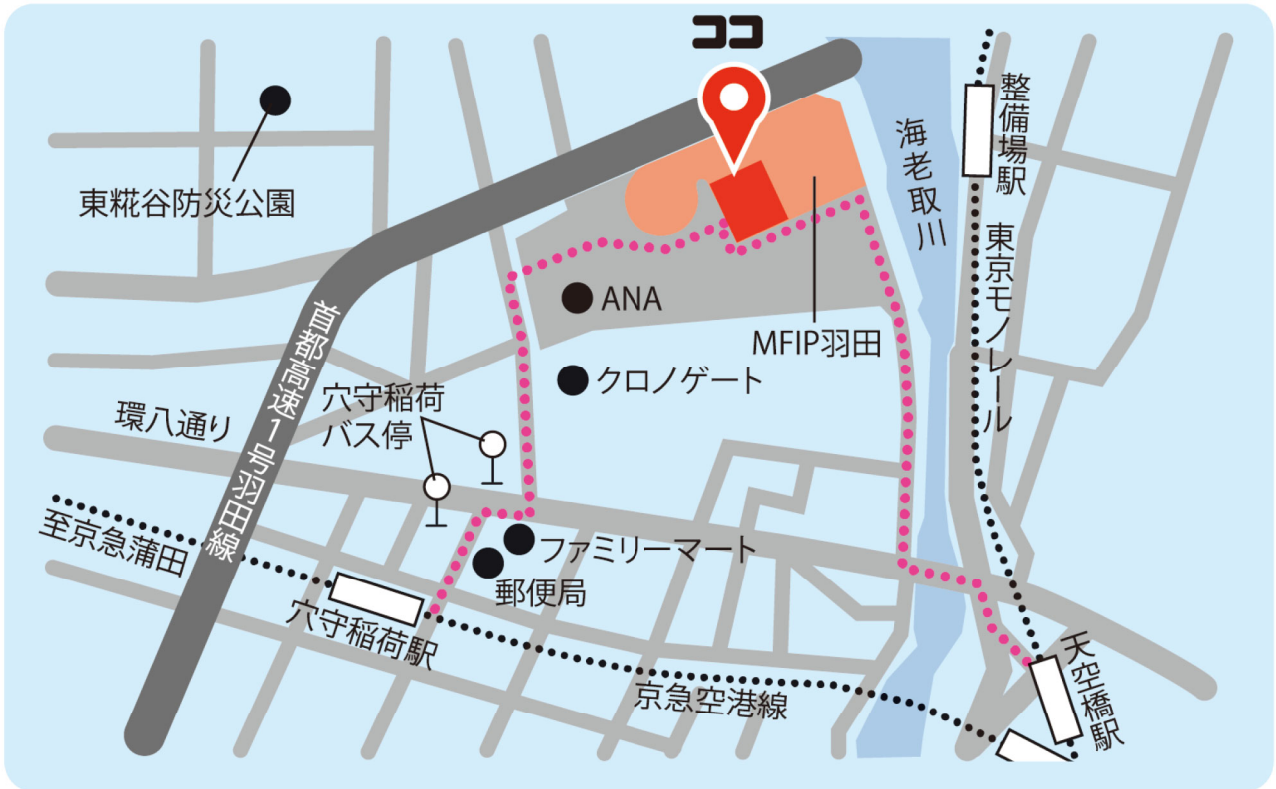 ココ
整備場駅
海老取川
東糀谷防災公園
東京モノレール
ANA
MFIP羽田
首都高速1号羽田線
クロノゲート
穴守稲荷
バス停
環八通り
至京急蒲田
ファミリーマート
郵便局
穴守稲荷駅
京急空港線
天空橋駅